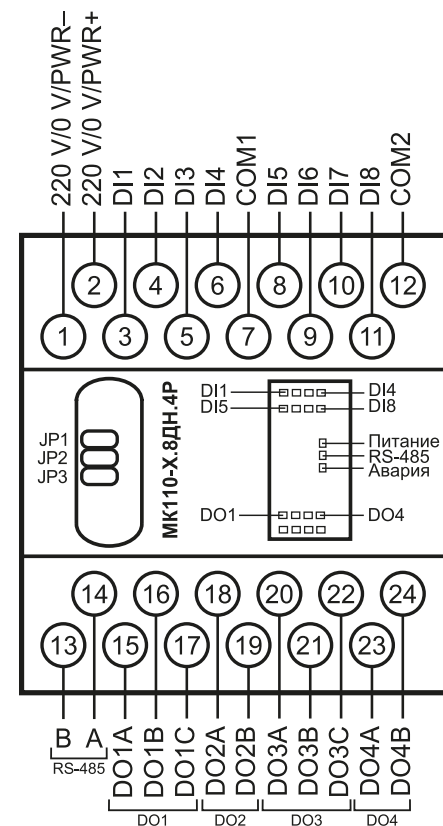 220 V/0 V/PWR–
220 V/0 V/PWR+
DI1
DI2
DI3
DI4
COM1
DI5
DI6
DI7
DI8
COM2
2
4
6
8
10
12
1
3
5
7
9
11
JP1
JP2
JP3
МК110-Х.8ДН.4Р
DI1
DI4
DI5
DI8
Питание
RS-485
Авария
DO1
DO4
14
16
18
20
22
24
13
15
17
19
21
23
B
A
DO1A
DO1B
DO1C
DO2A
DO2B
DO3A
DO3B
DO3C
DO4A
DO4B
RS-485
DO1
DO2
DO3
DO4